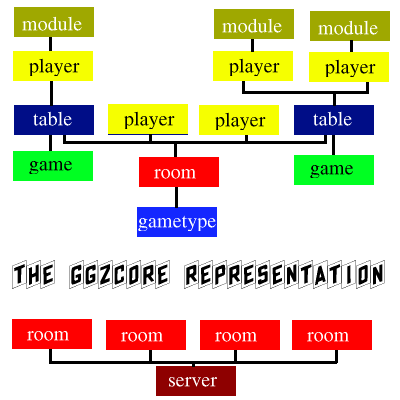 module module module
player player player
table player player table
game room game
gametype
THE GGZCORE REPRESENTATION
room room room room
server